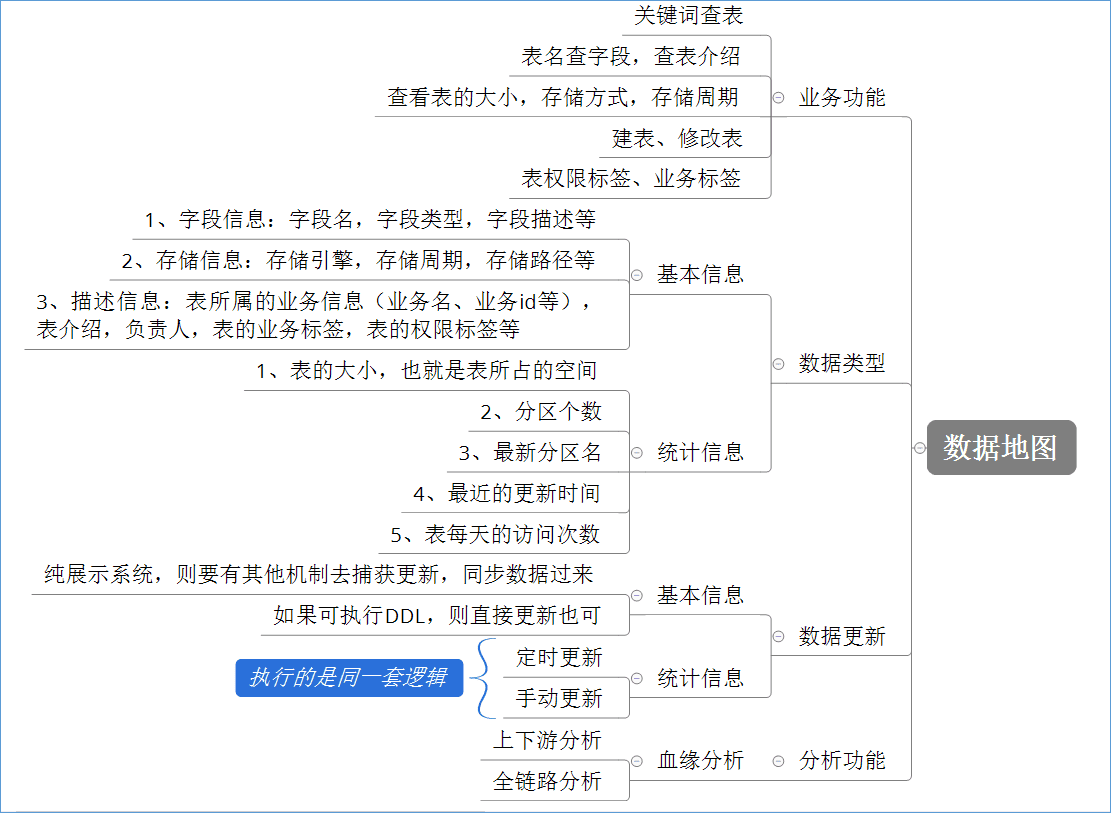 关键词查表
表名查字段，查表介绍
查看表的大小，存储方式，存储周期
业务功能
建表、修改表
表权限标签、业务标签
1、字段信息：字段名，字段类型，字段描述等
2、存储信息：存储引擎，存储周期，存储路径等
基本信息
3、描述信息：表所属的业务信息（业务名、业务id等），
表介绍，负责人，表的业务标签，表的权限标签等
数据类型
1、表的大小，也就是表所占的空间
2、分区个数
3、最新分区名
统计信息
数据地图
4、最近的更新时间
5、表每天的访问次数
纯展示系统，则要有其他机制去捕获更新，同步数据过来
基本信息
如果可执行DDL，则直接更新也可
数据更新
定时更新
执行的是同一套逻辑
统计信息
手动更新
上下游分析
血缘分析
分析功能
全链路分析